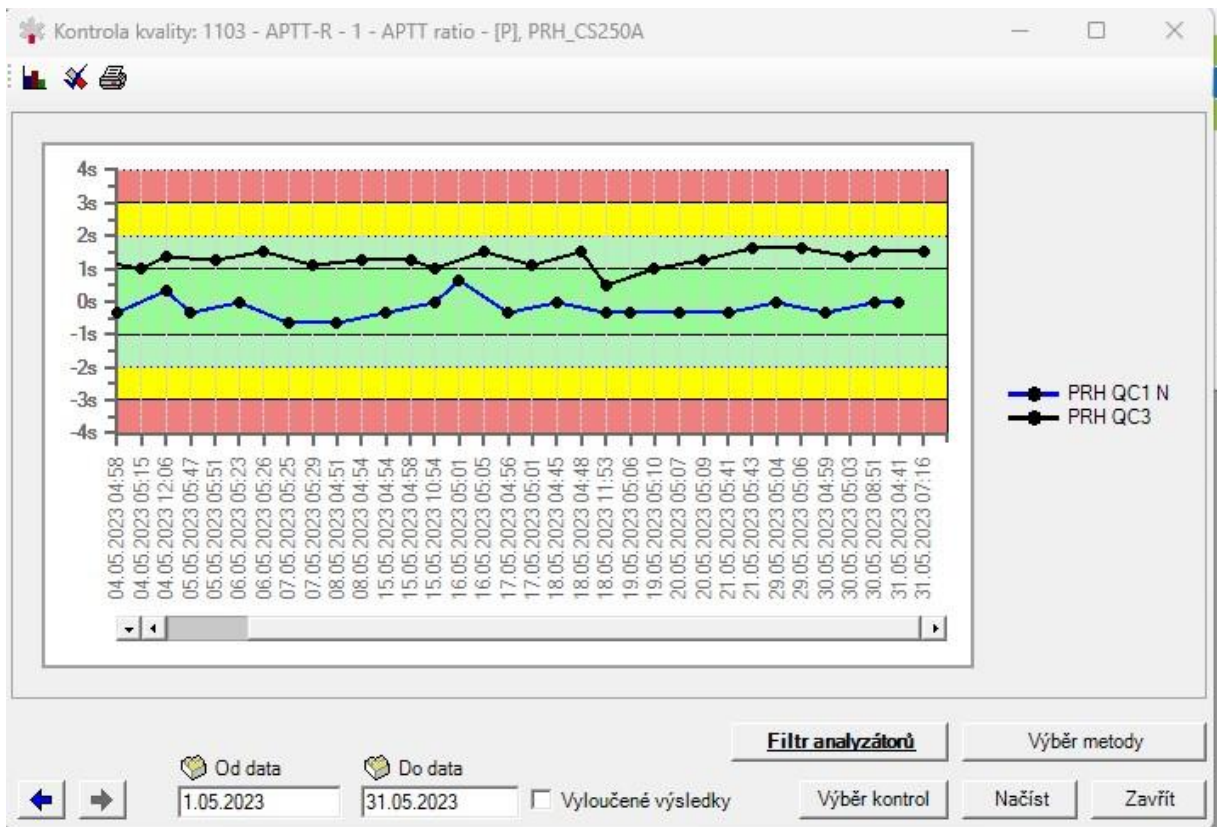 Kontrola kvality: 1103 - APTT-R - 1 - APTT ratio - [P], PRH_CS250A
4s
3s
2s
1s
0s
-1s
-2s
-3s
-4s
04.05.2023 04:58
04.05.2023 05:15
04.05.2023 12:06
05.05.2023 05:47
05.05.2023 05:51
06.05.2023 05:23
06.05.2023 05:26
07.05.2023 05:25
07.05.2023 05:29
08.05.2023 04:51
08.05.2023 04:54
15.05.2023 04:54
15.05.2023 04:58
15.05.2023 10:54
16.05.2023 05:01
16.05.2023 05:05
17.05.2023 04:56
17.05.2023 05:01
18.05.2023 04:45
18.05.2023 04:48
18.05.2023 11:53
19.05.2023 05:06
19.05.2023 05:10
20.05.2023 05:07
20.05.2023 05:09
21.05.2023 05:41
21.05.2023 05:43
29.05.2023 05:04
29.05.2023 05:06
30.05.2023 04:59
30.05.2023 05:03
30.05.2023 08:51
31.05.2023 04:41
31.05.2023 07:16
PRH QC1 N
PRH QC3
Filtr analyzátorů
Výběr metody
Od data
Do data
1.05.2023
31.05.2023
Vyloučené výsledky
Výběr kontrol
Načíst
Zavřít